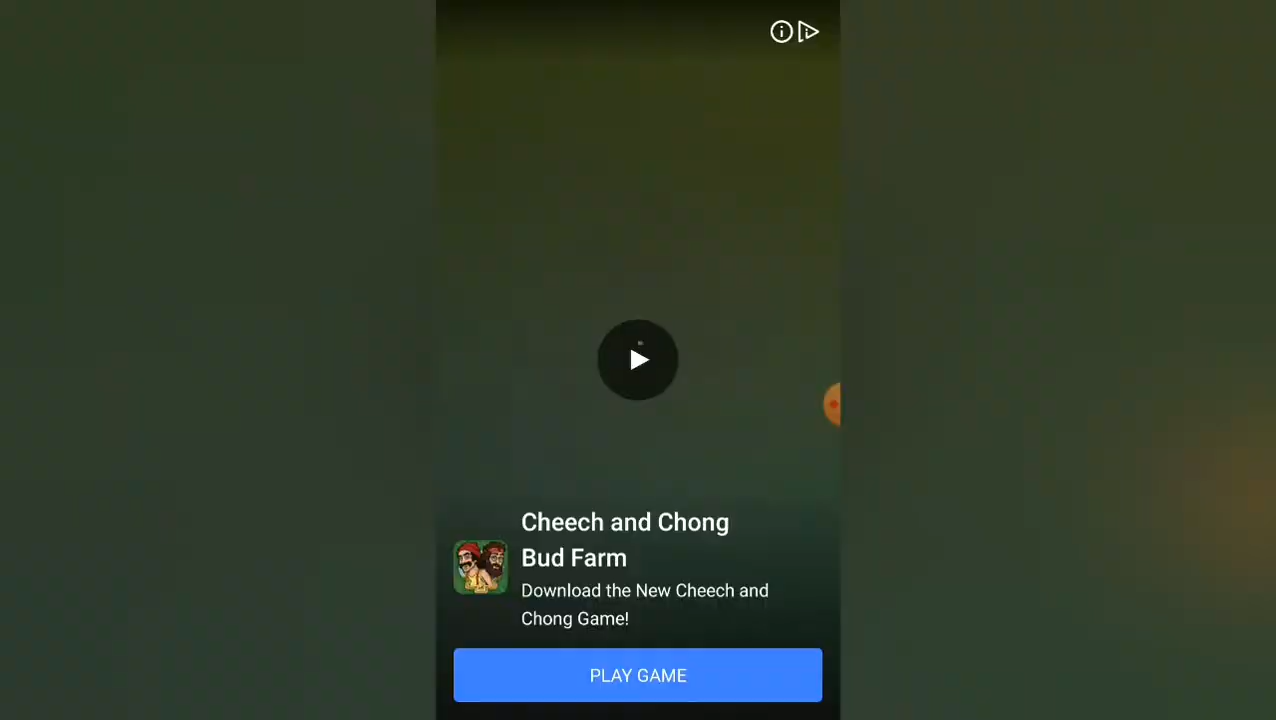 Cheech and Chong
Bud Farm
Download the New Cheech and
Chong Game!
PLAY GAME